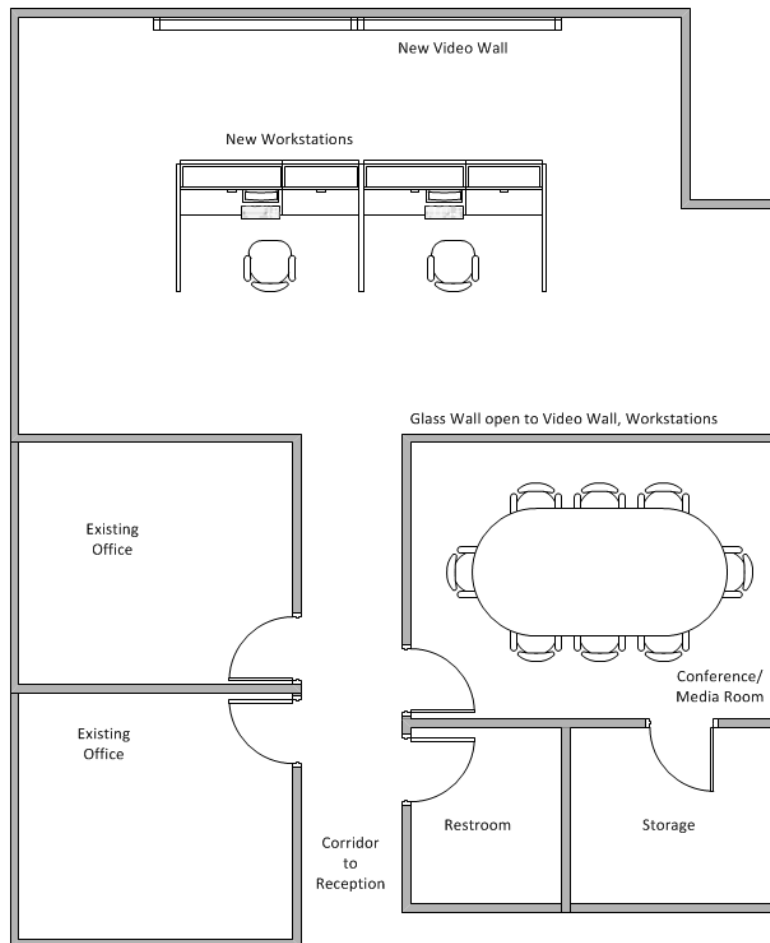 New Video Wall
New Workstations
Glass Wall open to Video Wall, Workstations
Existing
Office
Conference/
Media Room
Existing
Office
Restroom
Storage
Corridor
to
Reception